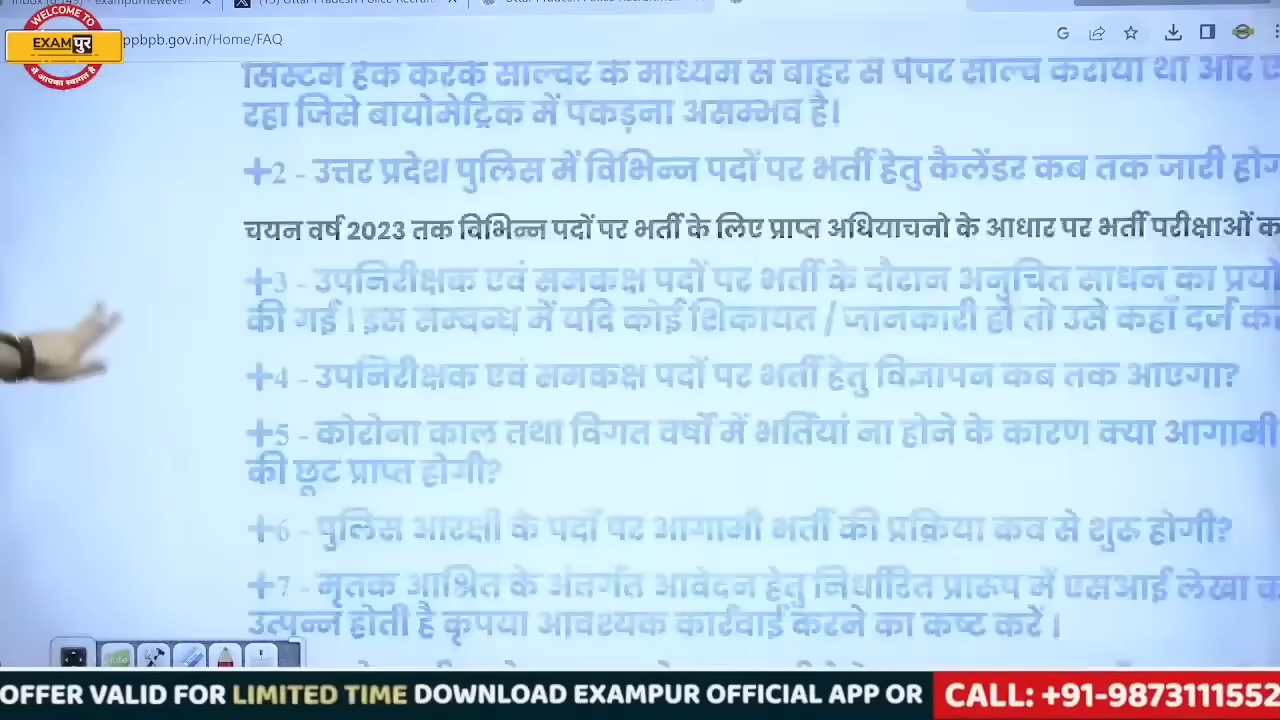 WELCOME TO
EXAMपुर
में आपका स्वागत है
ppbpb.gov.in/Home/FAQ
सिस्टम हैक करके साल्वर के माध्यम से बाहर से पेपर साल्व कराया था और
रहा जिसे बायोमेट्रिक में पकड़ना असम्भव है।
+2 - उत्तर प्रदेश पुलिस में विभिन्न पदों पर भर्ती हेतु कैलेंडर कब तक जारी
चयन वर्ष 2023 तक विभिन्न पदों पर भर्ती के लिए प्राप्त अधियाचनो के आधार पर भर्ती परीक्षाओं
+3 - उपनिरीक्षक एवं समकक्ष पदों पर भर्ती के दौरान अनुचित साधन का
की गई। इस सम्बन्ध में यदि कोई शिकायत / जानकारी हो तो उसे कहाँ दर्ज
+4 - उपनिरीक्षक एवं समकक्ष पदों पर भर्ती हेतु विज्ञापन कब तक आएगा?
+5 - कोरोना काल तथा विगत वर्षों में भर्तियां ना होने के कारण क्या आगामी
की छूट प्राप्त होगी?
+6 - पुलिस आरक्षी के पदों पर आगामी भर्ती की प्रक्रिया कब से शुरू होगी?
+7 - मृतक आश्रित के अंतर्गत आवेदन हेतु निर्धारित प्रारूप में एसआई लेखा
उत्पन्न होती है कृपया आवश्यक कार्रवाई करने का कष्ट करें।
OFFER VALID FOR LIMITED TIME DOWNLOAD EXAMPUR OFFICIAL APP OR
CALL: +91-9873111552